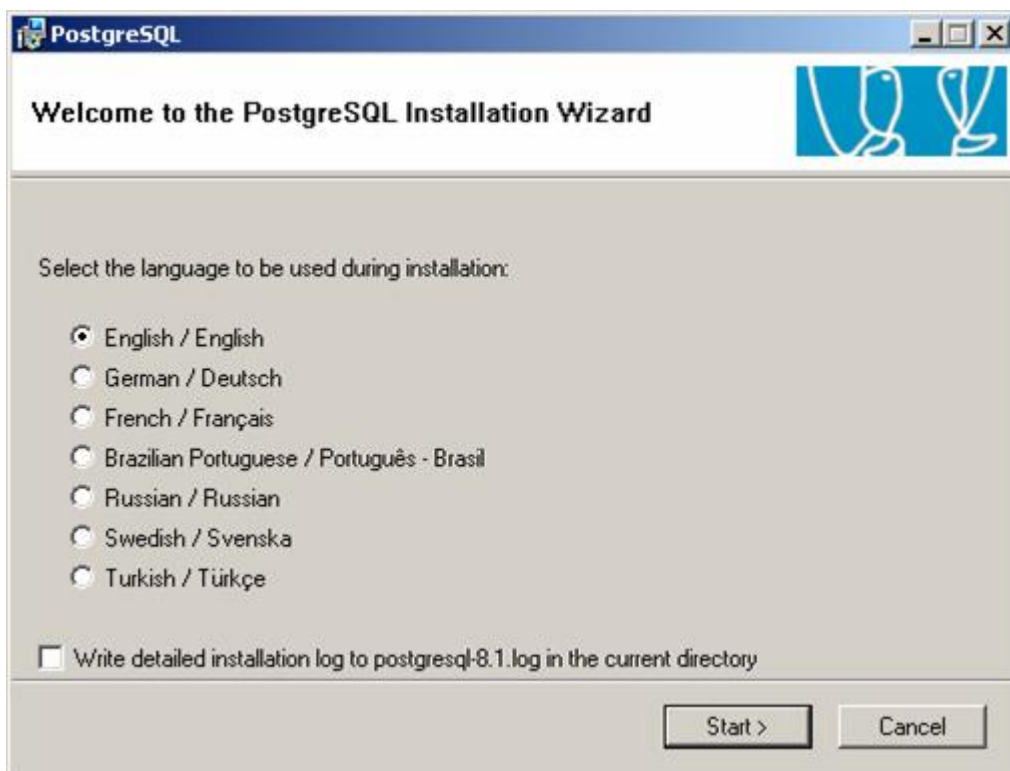 PostgreSQL
Welcome to the PostgreSQL Installation Wizard
Select the language to be used during installation:
English / English
German / Deutsch
French / Français
Brazilian Portuguese / Português - Brasil
Russian / Russian
Swedish / Svenska
Turkish / Türkçe
Write detailed installation log to postgresql-8.1.log in the current directory
Start >
Cancel